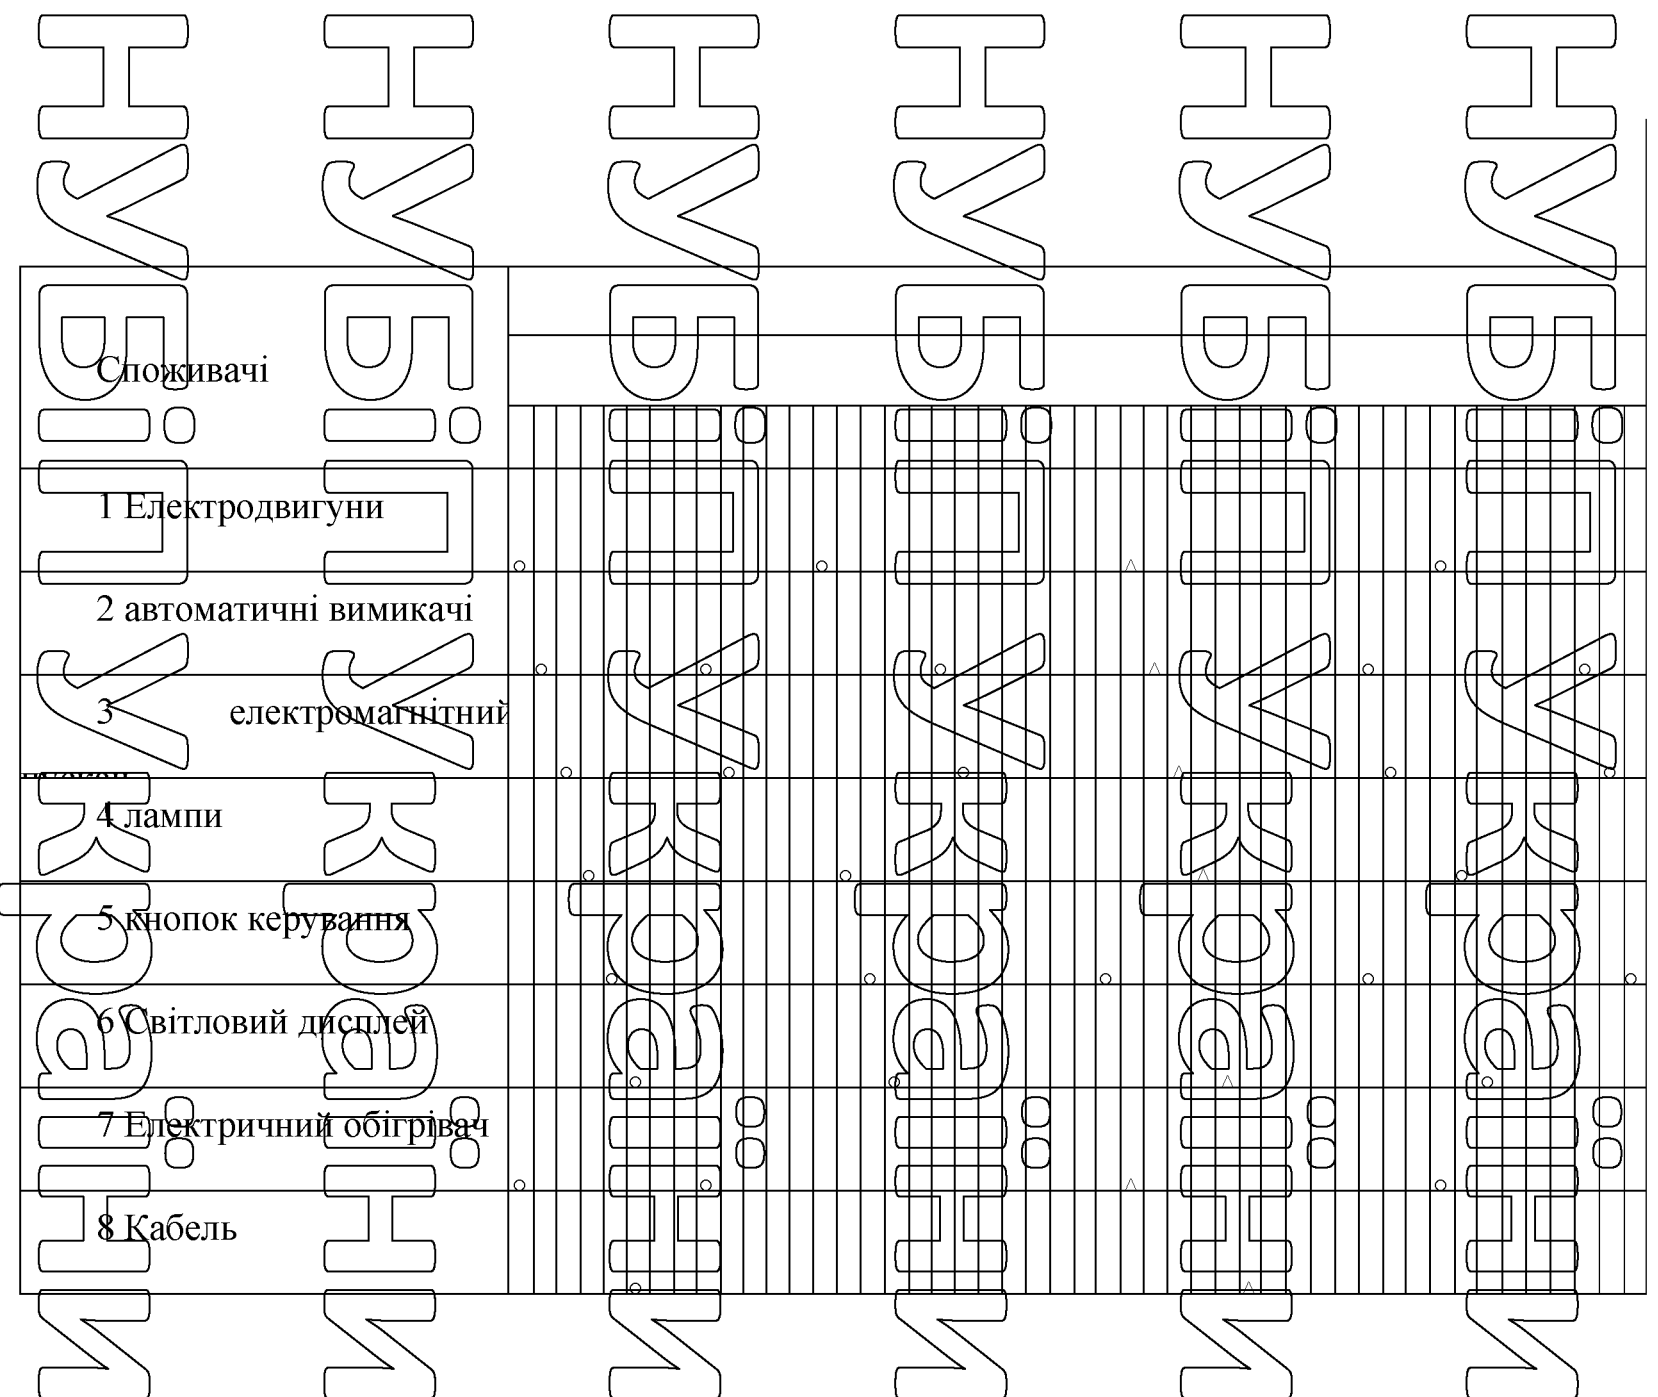 НУБіП України
НУБіП України
НУБіП України
НУБіП України
НУБіП України
НУБіП України
Споживачі
1 Електродвигуни
2 автоматичні вимикачі
3 електромагнітний
4 лампи
5 кнопок керування
6 Світловий дисплей
7 Електричний обігрівач
8 Кабель